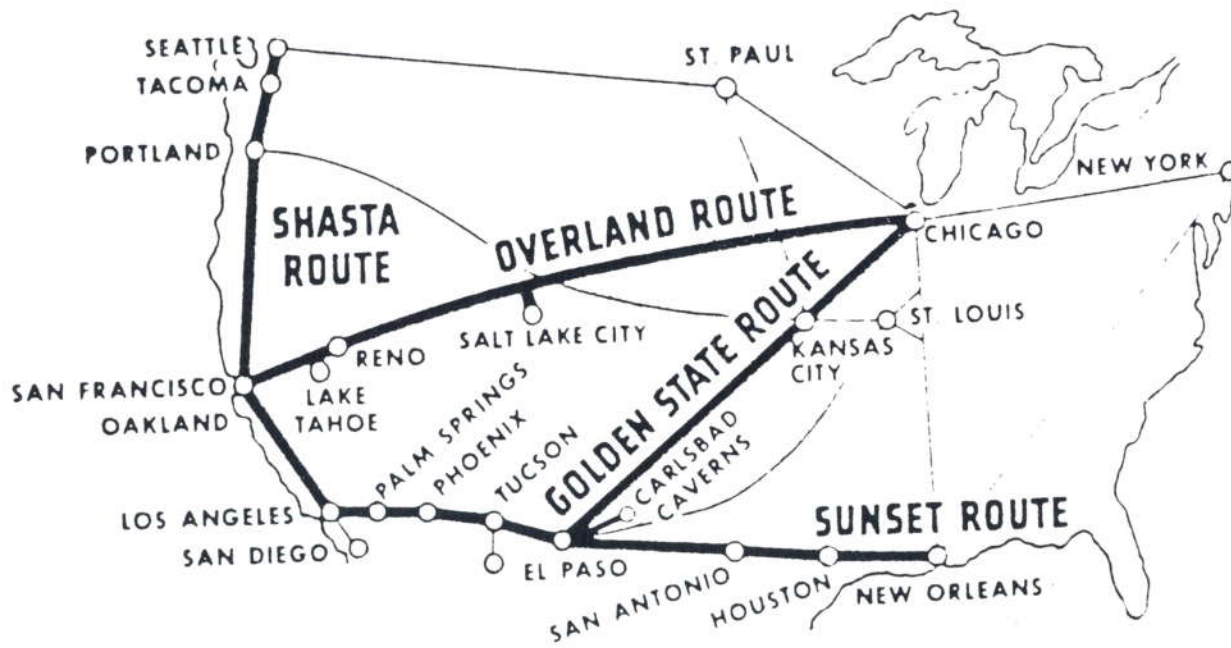 SEATTLE
TACOMA
PORTLAND
ST. PAUL
NEW YORK
CHICAGO
SHASTA
ROUTE
OVERLAND ROUTE
GOLDEN STATE ROUTE
SALT LAKE CITY
RENO
LAKE
TAHOE
SAN FRANCISCO
OAKLAND
ST. LOUIS
KANSAS
CITY
PALM SPRINGS
PHOENIX
TUCSON
CARLSBAD
CAVERNS
LOS ANGELES
SAN DIEGO
EL PASO
SUNSET ROUTE
SAN ANTONIO
HOUSTON
NEW ORLEANS